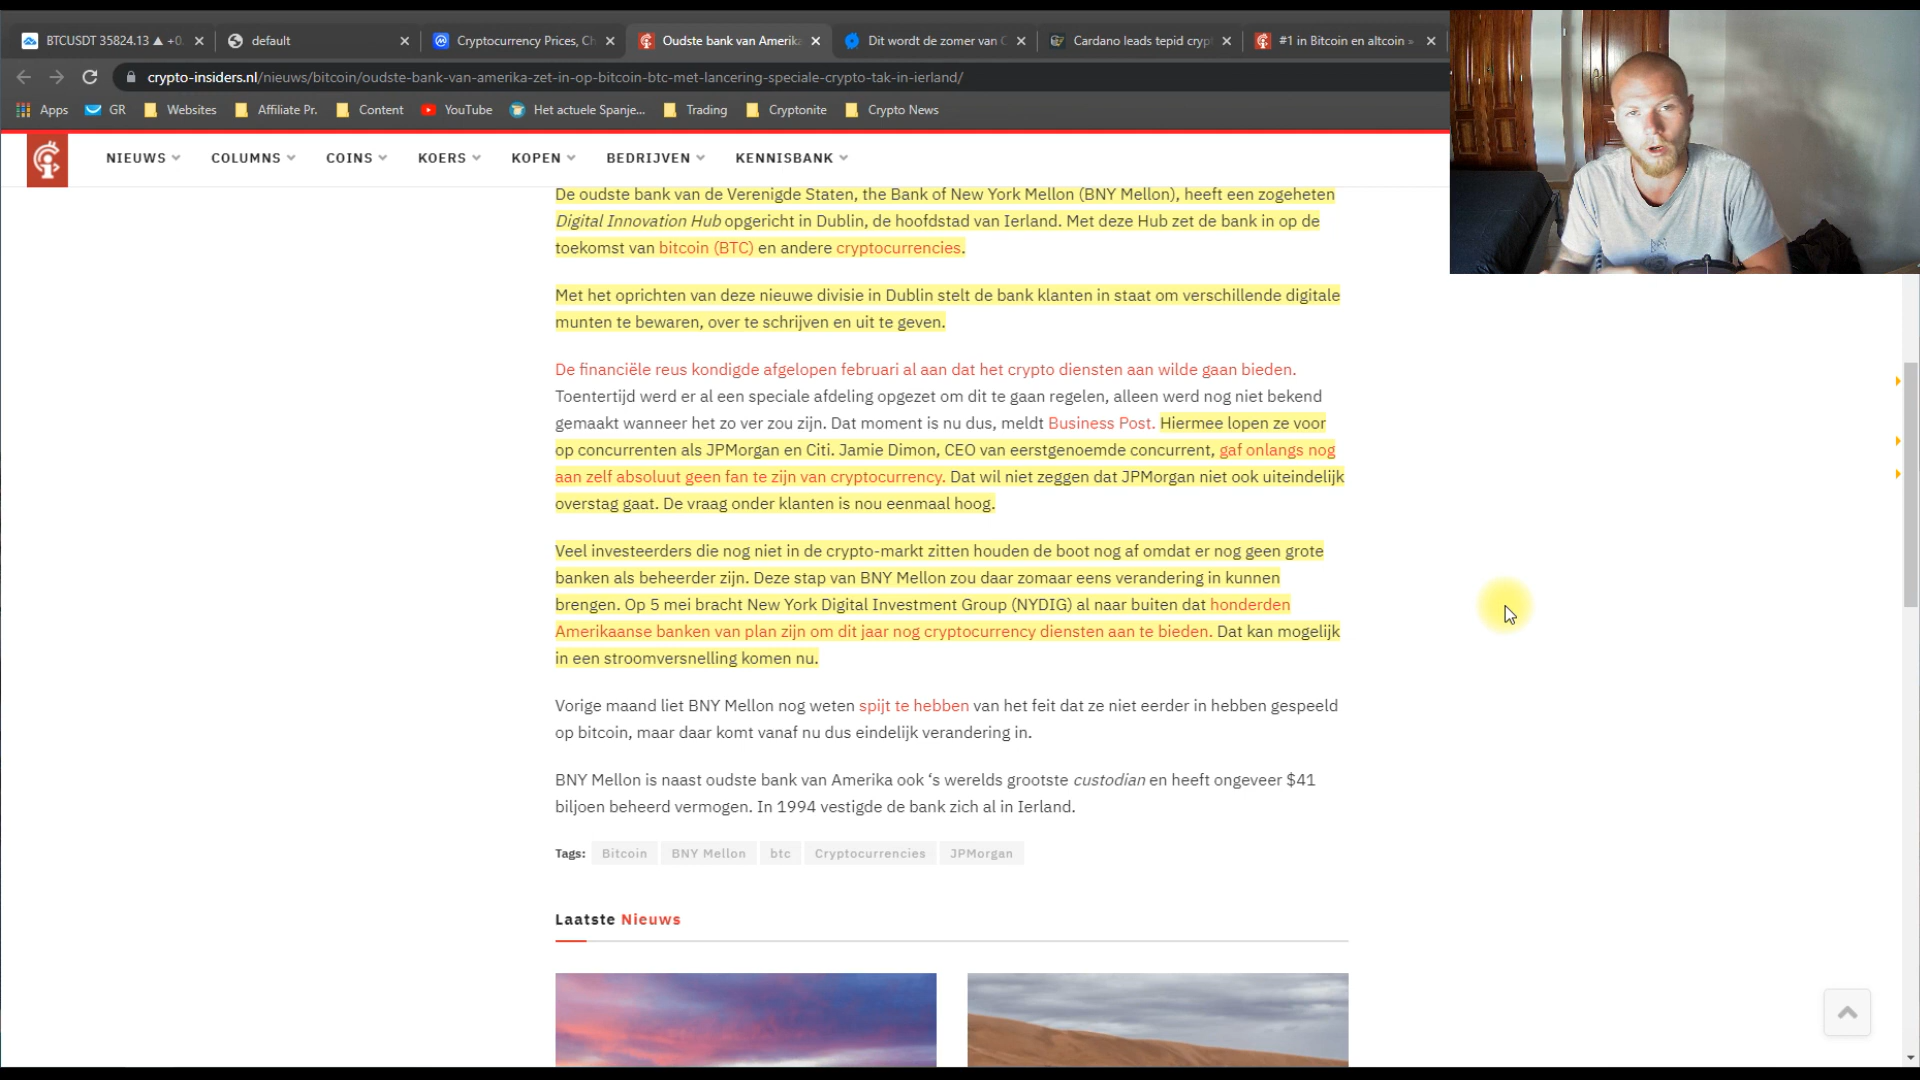 BTCUSDT 35824.13 ▲ +0.
default
Cryptocurrency Prices, Ch
Oudste bank van Amerika
Dit wordt de zomer van C
Cardano leads tepid crypt
#1 in Bitcoin en altcoin »
crypto-insiders.nl/nieuws/bitcoin/oudste-bank-van-amerika-zet-in-op-bitcoin-btc-met-lancering-speciale-crypto-tak-in-ierland/
Apps GR Websites Affiliate Pr. Content YouTube Het actuele Spanje... Trading Cryptonite Crypto News
NIEUWS COLUMNS COINS KOERS KOPEN BEDRIJVEN KENNISBANK
De oudste bank van de Verenigde Staten, the Bank of New York Mellon (BNY Mellon), heeft een zogeheten
Digital Innovation Hub opgericht in Dublin, de hoofdstad van Ierland. Met deze Hub zet de bank in op de
toekomst van bitcoin (BTC) en andere cryptocurrencies.
Met het oprichten van deze nieuwe divisie in Dublin stelt de bank klanten in staat om verschillende digitale
munten te bewaren, over te schrijven en uit te geven.
De financiële reus kondigde afgelopen februari al aan dat het crypto diensten aan wilde gaan bieden.
Toentertijd werd er al een speciale afdeling opgezet om dit te gaan regelen, alleen werd nog niet bekend
gemaakt wanneer het zo ver zou zijn. Dat moment is nu dus, meldt Business Post. Hiermee lopen ze voor
op concurrenten als JPMorgan en Citi. Jamie Dimon, CEO van eerstgenoemde concurrent, gaf onlangs nog
aan zelf absoluut geen fan te zijn van cryptocurrency. Dat wil niet zeggen dat JPMorgan niet ook uiteindelijk
overstag gaat. De vraag onder klanten is nou eenmaal hoog.
Veel investeerders die nog niet in de crypto-markt zitten houden de boot nog af omdat er nog geen grote
banken als beheerder zijn. Deze stap van BNY Mellon zou daar zomaar eens verandering in kunnen
brengen. Op 5 mei bracht New York Digital Investment Group (NYDIG) al naar buiten dat honderden
Amerikaanse banken van plan zijn om dit jaar nog cryptocurrency diensten aan te bieden. Dat kan mogelijk
in een stroomversnelling komen nu.
Vorige maand liet BNY Mellon nog weten spijt te hebben van het feit dat ze niet eerder in hebben gespeeld
op bitcoin, maar daar komt vanaf nu dus eindelijk verandering in.
BNY Mellon is naast oudste bank van Amerika ook ‘s werelds grootste custodian en heeft ongeveer $41
biljoen beheerd vermogen. In 1994 vestigde de bank zich al in Ierland.
Tags: Bitcoin BNY Mellon btc Cryptocurrencies JPMorgan
Laatste Nieuws